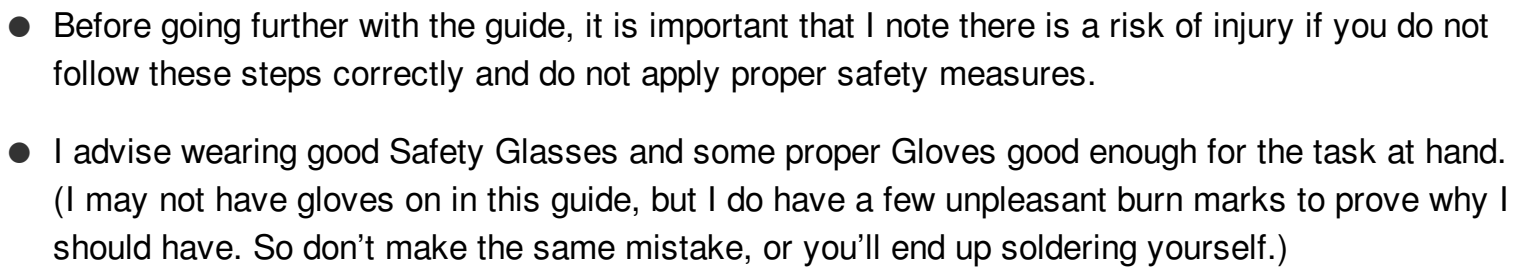 ● Before going further with the guide, it is important that I note there is a risk of injury if you do not
follow these steps correctly and do not apply proper safety measures.
● I advise wearing good Safety Glasses and some proper Gloves good enough for the task at hand.
(I may not have gloves on in this guide, but I do have a few unpleasant burn marks to prove why I
should have. So don’t make the same mistake, or you’ll end up soldering yourself.)